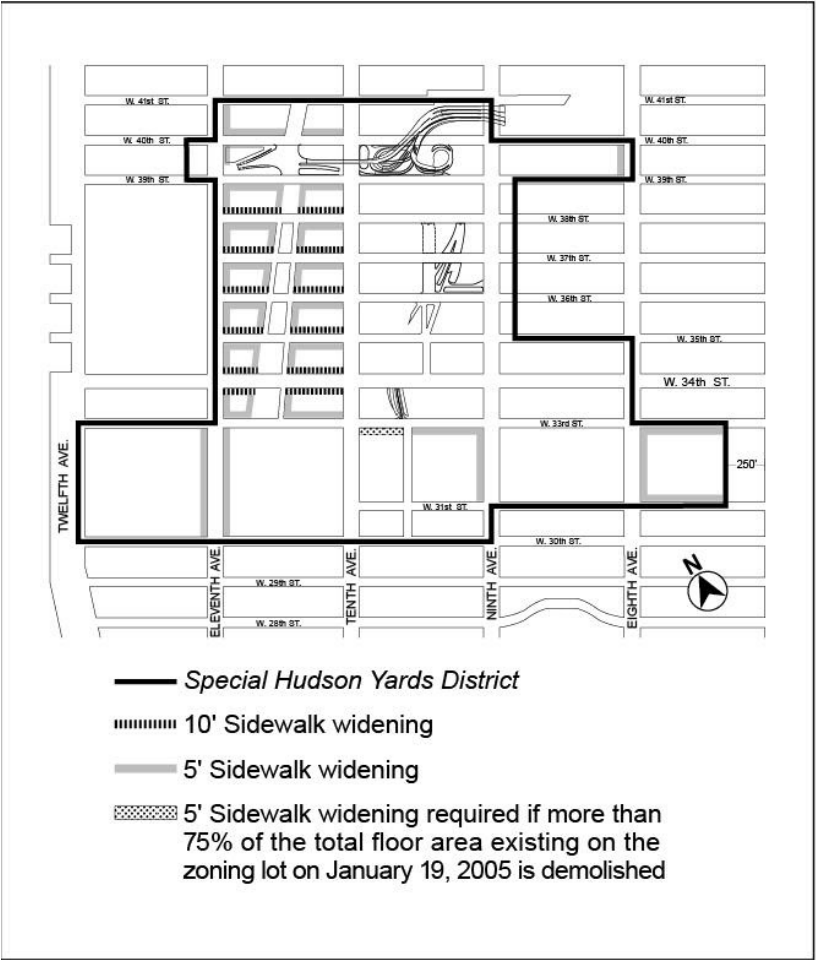 W. 41st ST.
W. 41st ST.
W. 40th ST.
W. 40th ST.
W. 39th ST.
W. 39th ST.
W. 38th ST.
W. 37th ST.
W. 36th ST.
W. 35th ST.
W. 34th ST.
W. 33rd ST.
TWELFTH AVE.
250'
W. 31st ST.
W. 30th ST.
ELEVENTH AVE.
TENTH AVE.
NINTH AVE.
EIGHTH AVE.
N
W. 29th ST.
W. 28th ST.
Special Hudson Yards District
10' Sidewalk widening
5' Sidewalk widening
5' Sidewalk widening required if more than
75% of the total floor area existing on the
zoning lot on January 19, 2005 is demolished